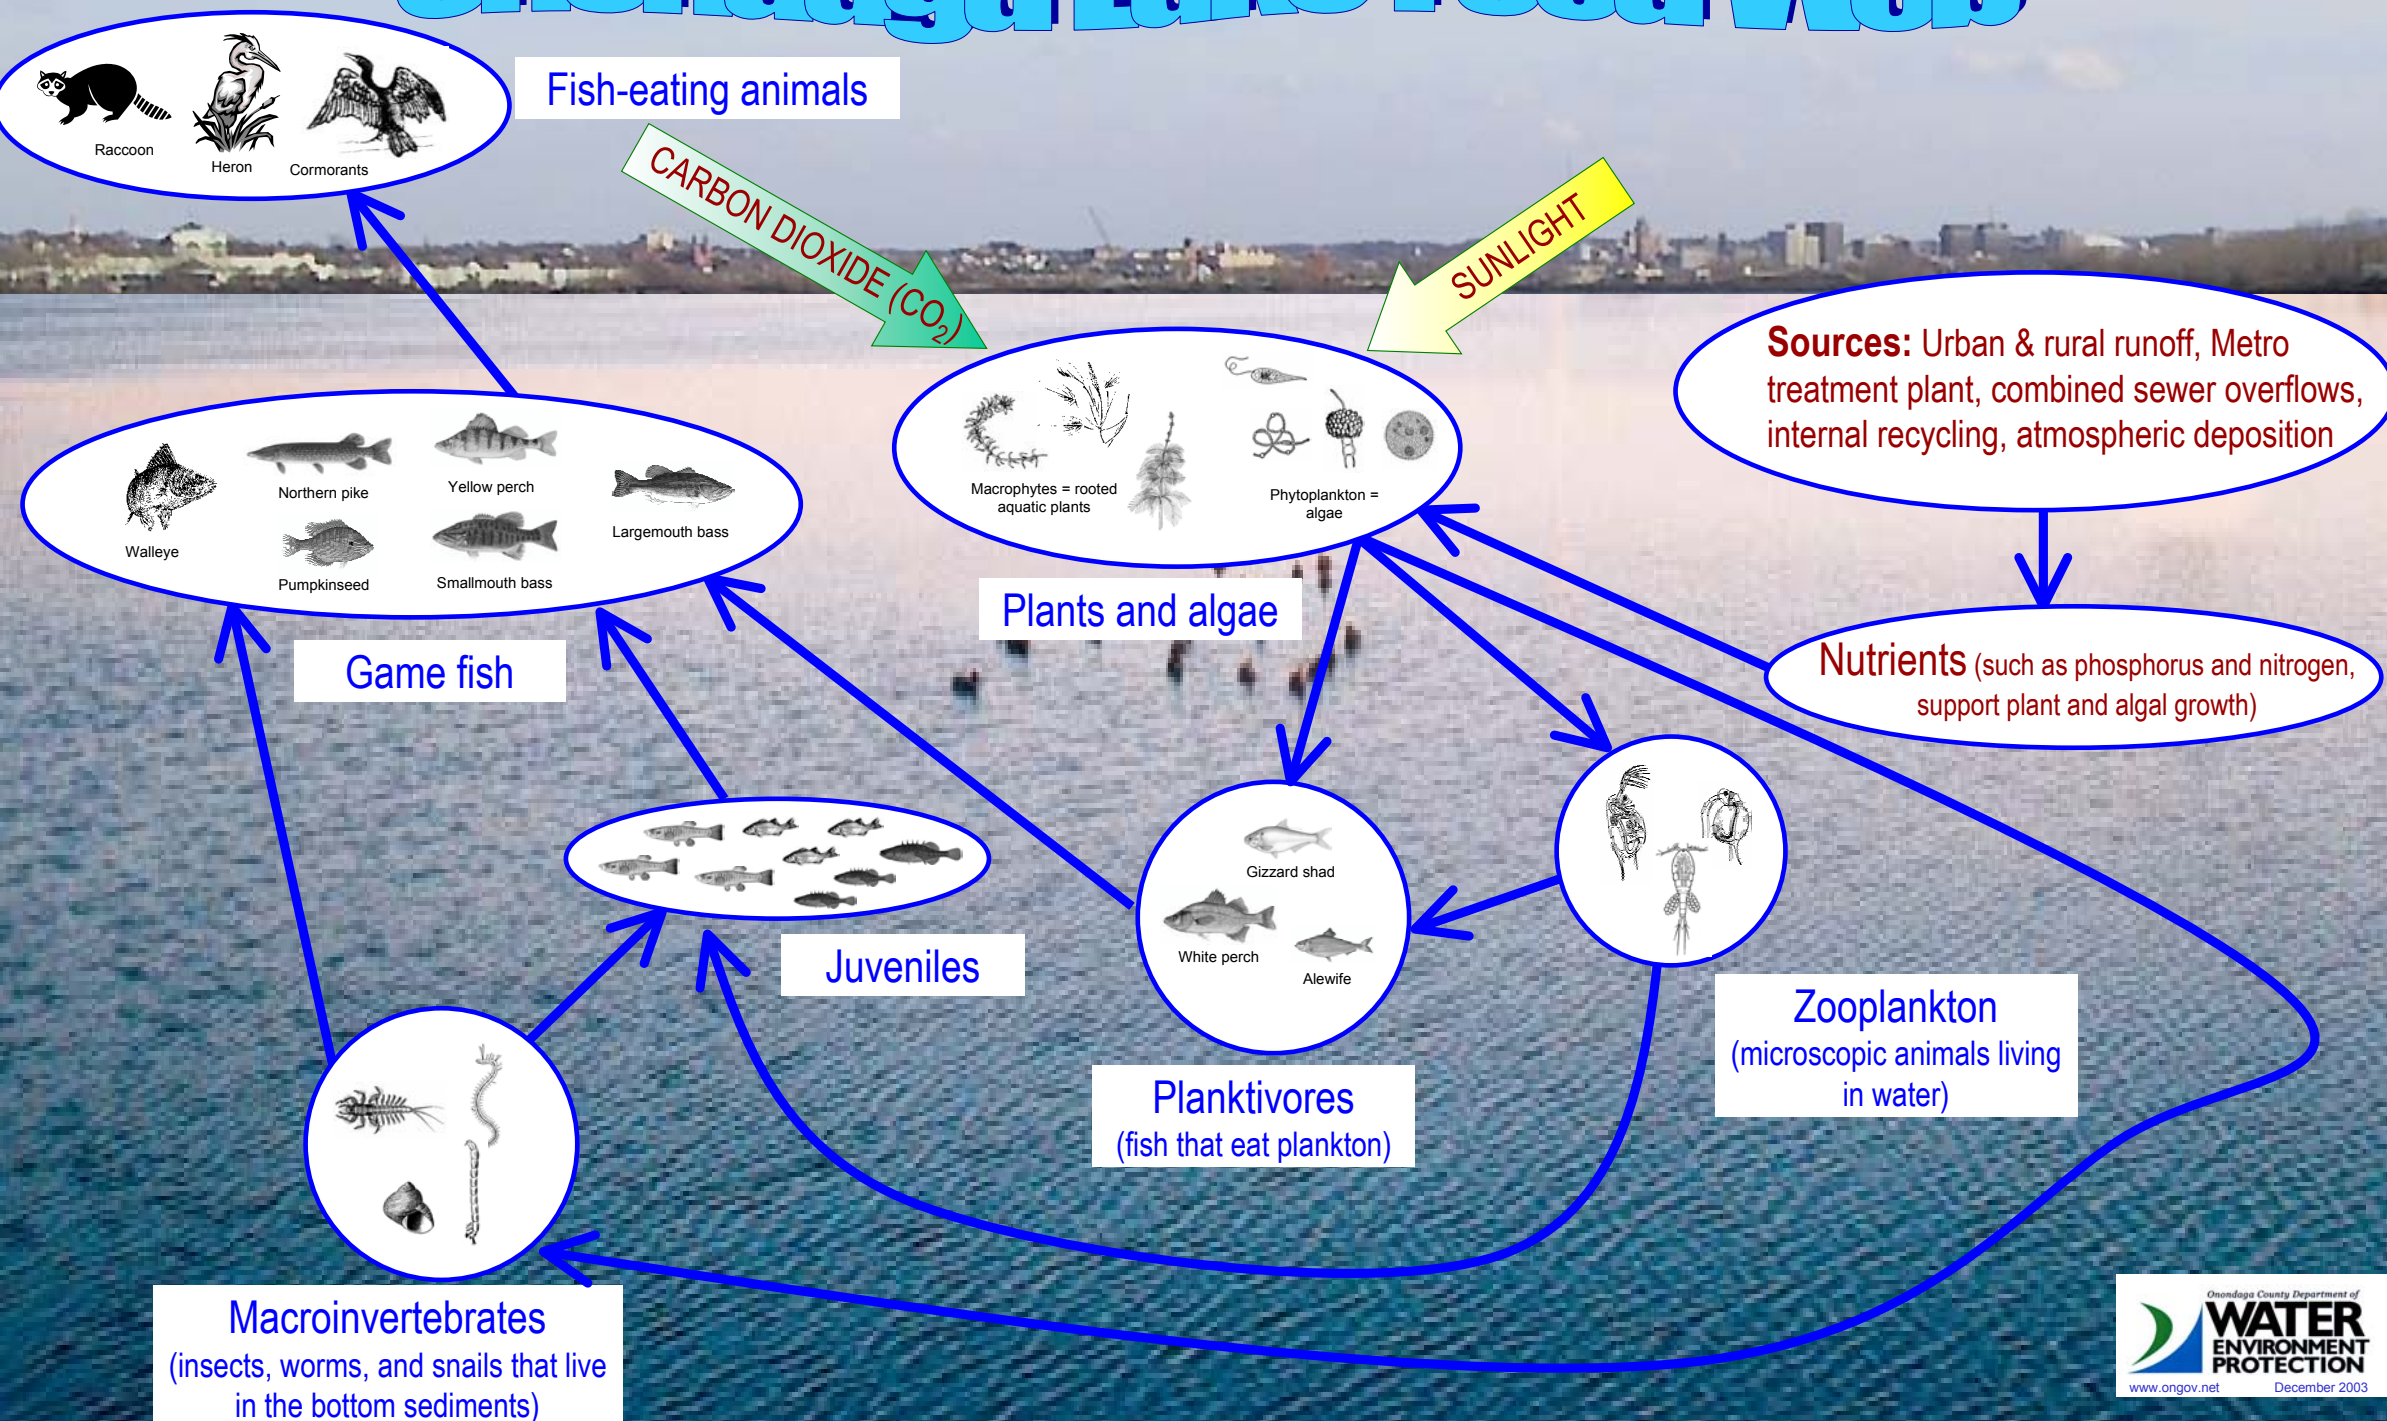 Onondaga Lake Food Web
Fish-eating animals
Raccoon
Heron
Cormorants
CARBON DIOXIDE (CO₂)
SUNLIGHT
Sources: Urban & rural runoff, Metro
treatment plant, combined sewer overflows,
internal recycling, atmospheric deposition
Walleye
Northern pike
Yellow perch
Largemouth bass
Pumpkinseed
Smallmouth bass
Game fish
Macrophytes = rooted
aquatic plants
Phytoplankton =
algae
Plants and algae
Nutrients (such as phosphorus and nitrogen,
support plant and algal growth)
Juveniles
Gizzard shad
White perch
Alewife
Planktivores
(fish that eat plankton)
Zooplankton
(microscopic animals living
in water)
Macroinvertebrates
(insects, worms, and snails that live
in the bottom sediments)
Onondaga County Department of
WATER
ENVIRONMENT
PROTECTION
www.ongov.net December 2003